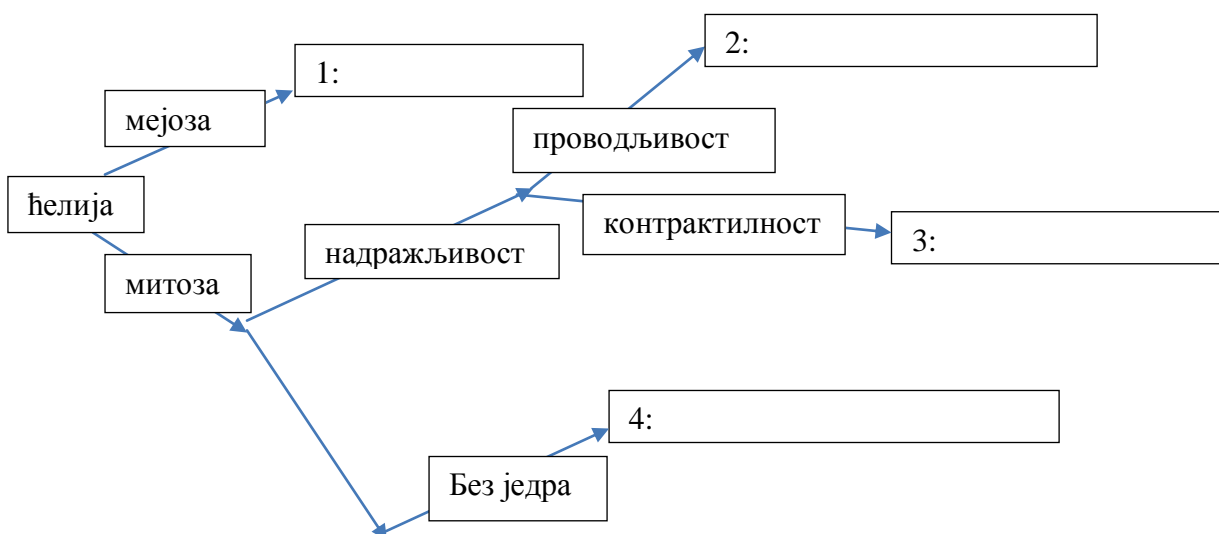 2:
1:
мејоза
проводљивост
ћелија
контрактилност
3:
надражљивост
митоза
4:
Без једра